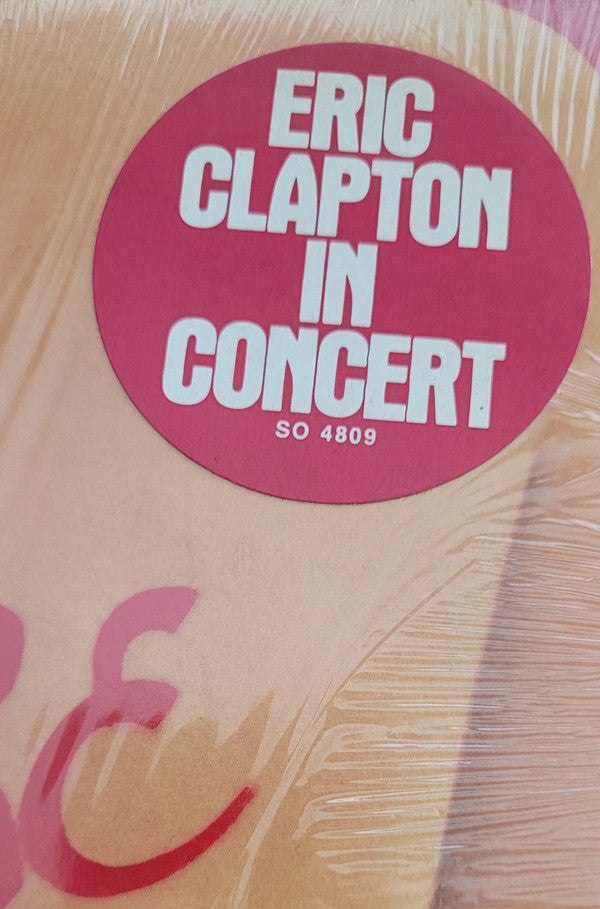 ERIC
CLAPTON
IN
CONCERT
SO 4809
E